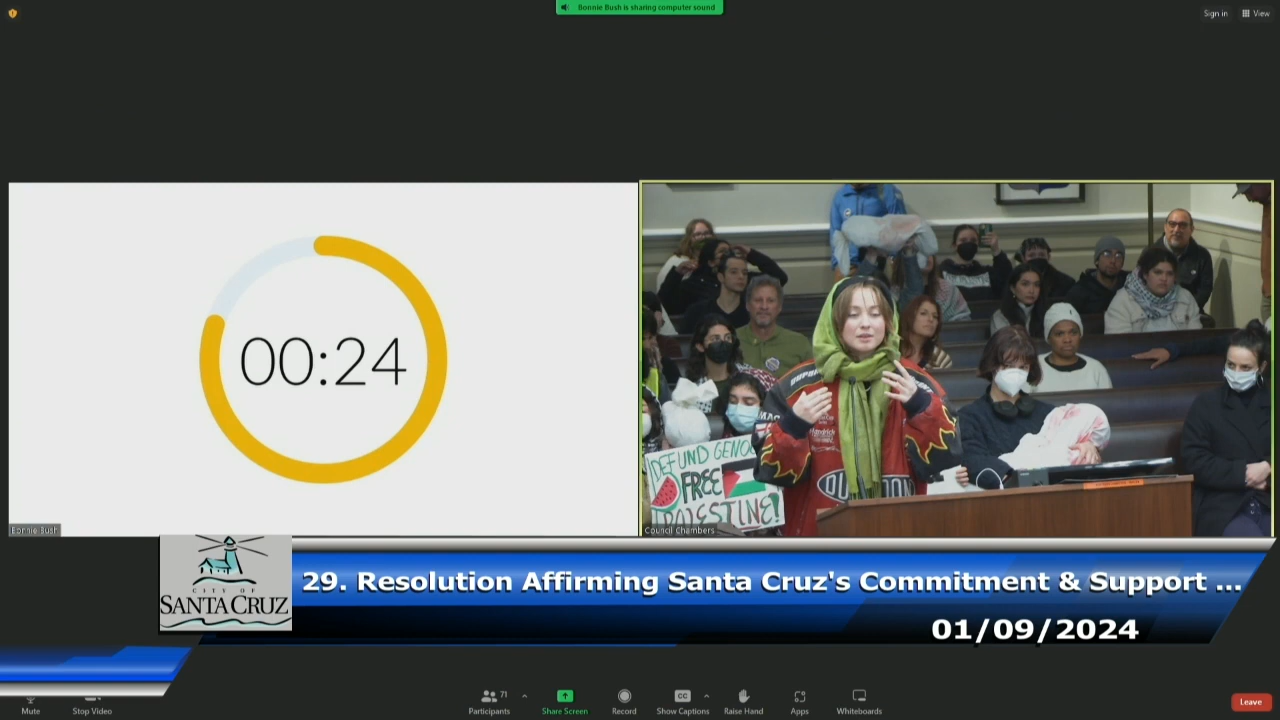 Bonnie Bush is sharing computer sound
Sign in
View
00:24
DEFUND GENOC
FREE
PALESTINE!
Bonnie Bush
Council Chambers
CITY OF
SANTA CRUZ
29. Resolution Affirming Santa Cruz's Commitment & Support ...
01/09/2024
Mute
Stop Video
Participants
71
Share Screen
CC
Record
Show Captions
Raise Hand
Apps
Whiteboards
Leave